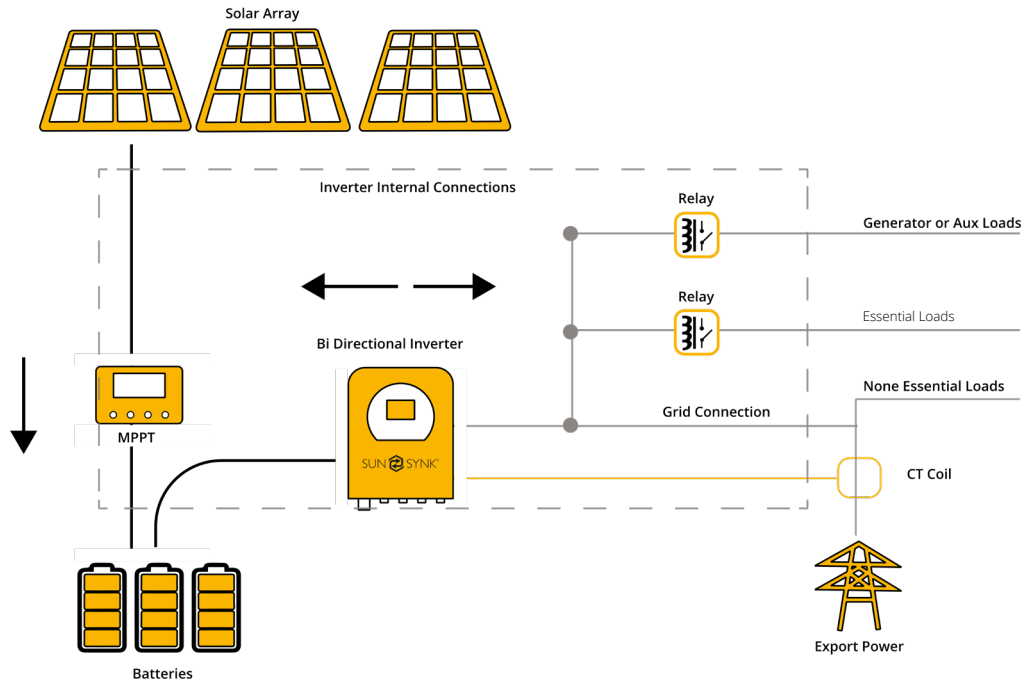 Solar Array
Inverter Internal Connections
Relay
Generator or Aux Loads
Relay
Essential Loads
Bi Directional Inverter
None Essential Loads
Grid Connection
MPPT
SUN SYNK™
CT Coil
Export Power
Batteries